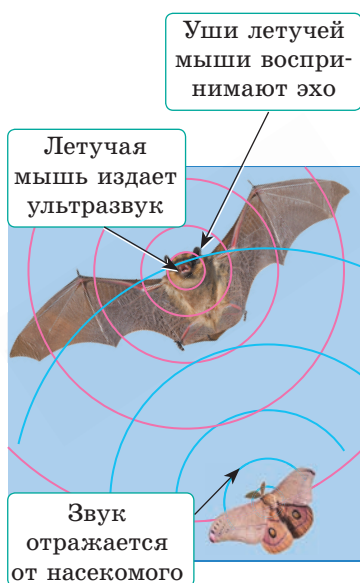 Уши летучей
мыши воспри-
нимают эхо
Летучая
мышь издает
ультразвук
Звук
отражается
от насекомого